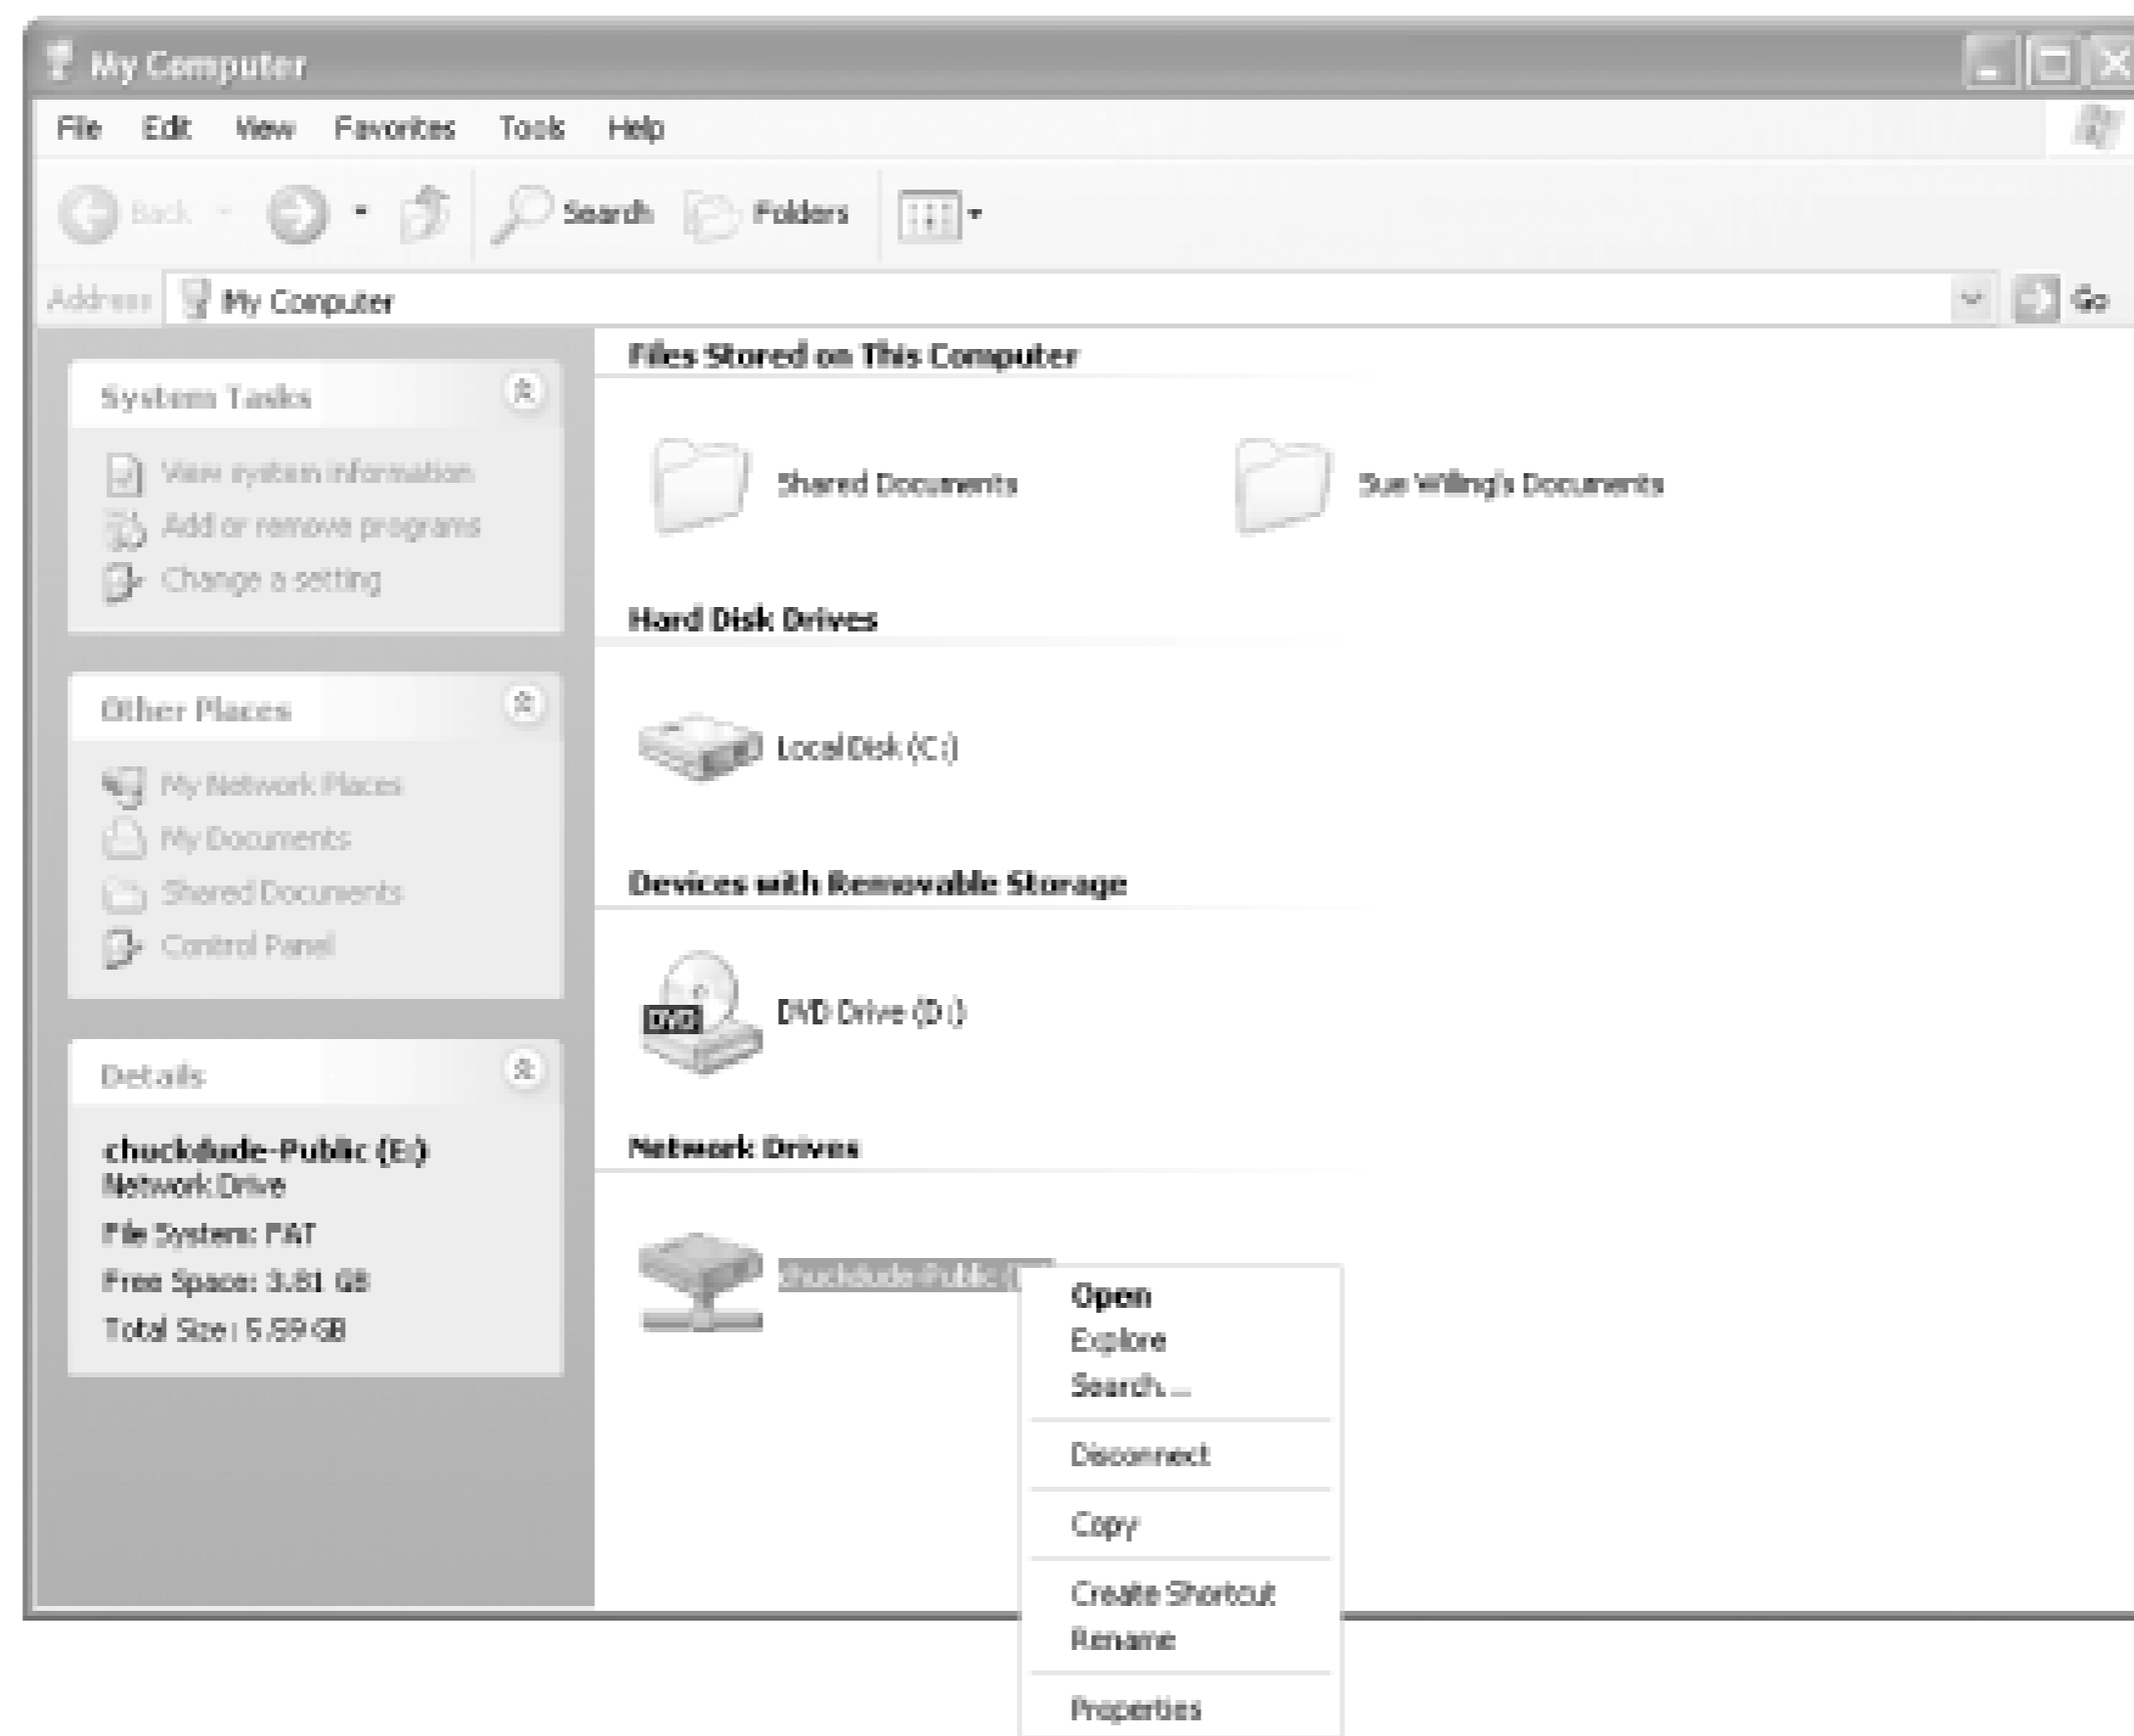 My Computer
File Edit View Favorites Tools Help
Back Search Folders
Address My Computer Go
System Tasks
View system information
Add or remove programs
Change a setting
Other Places
My Network Places
My Documents
Shared Documents
Control Panel
Details
chuckdude-Public (E:)
Network Drive
File System: FAT
Free Space: 3.81 GB
Total Size: 5.59 GB
Files Stored on This Computer
Shared Documents Sue Willing's Documents
Hard Disk Drives
Local Disk (C:)
Devices with Removable Storage
DVD DVD Drive (D:)
Network Drives
chuckdude-Public (
Open
Explore
Search...
Disconnect
Copy
Create Shortcut
Rename
Properties